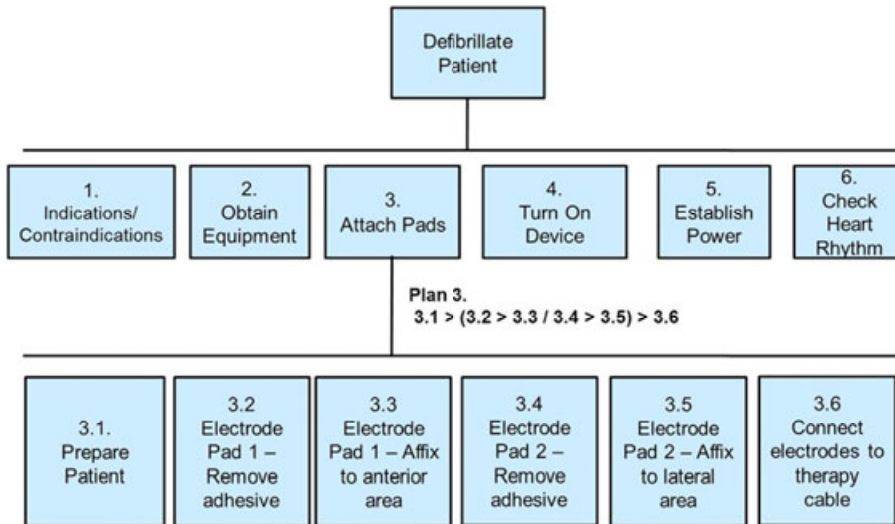 Defibrillate
Patient
1.
Indications/
Contraindications
2.
Obtain
Equipment
3.
Attach Pads
4.
Turn On
Device
5.
Establish
Power
6.
Check
Heart
Rhythm
Plan 3.
3.1 > (3.2 > 3.3 / 3.4 > 3.5) > 3.6
3.1.
Prepare
Patient
3.2
Electrode
Pad 1 –
Remove
adhesive
3.3
Electrode
Pad 1 – Affix
to anterior
area
3.4
Electrode
Pad 2 –
Remove
adhesive
3.5
Electrode
Pad 2 – Affix
to lateral
area
3.6
Connect
electrodes to
therapy
cable